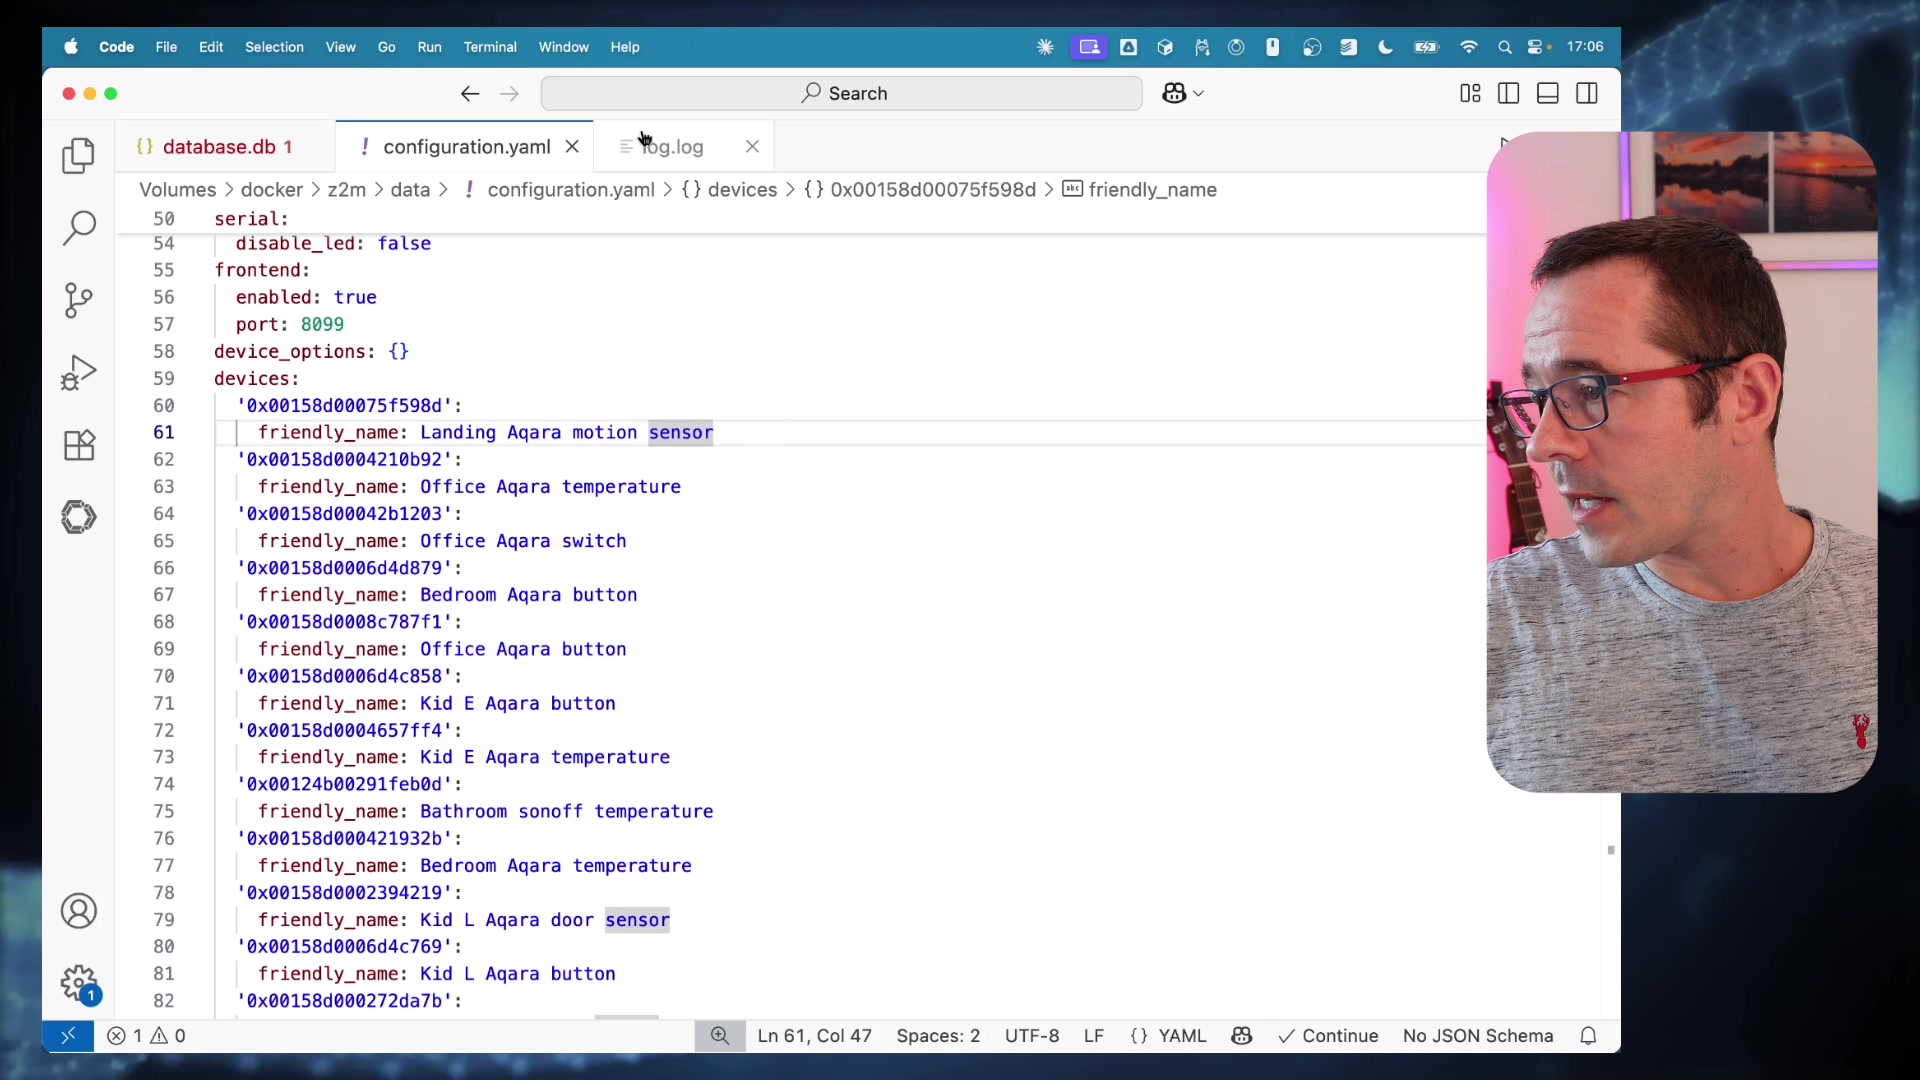 Code File Edit Selection View Go Run Terminal Window Help 17:06
Search
database.db 1 configuration.yaml log.log
Volumes > docker > z2m > data > configuration.yaml > {} devices > {} 0x00158d00075f598d > friendly_name
50 serial:
54 disable_led: false
55 frontend:
56 enabled: true
57 port: 8099
58 device_options: {}
59 devices:
60 '0x00158d00075f598d':
61 friendly_name: Landing Aqara motion sensor
62 '0x00158d0004210b92':
63 friendly_name: Office Aqara temperature
64 '0x00158d00042b1203':
65 friendly_name: Office Aqara switch
66 '0x00158d0006d4d879':
67 friendly_name: Bedroom Aqara button
68 '0x00158d0008c787f1':
69 friendly_name: Office Aqara button
70 '0x00158d0006d4c858':
71 friendly_name: Kid E Aqara button
72 '0x00158d0004657ff4':
73 friendly_name: Kid E Aqara temperature
74 '0x00124b00291feb0d':
75 friendly_name: Bathroom sonoff temperature
76 '0x00158d000421932b':
77 friendly_name: Bedroom Aqara temperature
78 '0x00158d0002394219':
79 friendly_name: Kid L Aqara door sensor
80 '0x00158d0006d4c769':
81 friendly_name: Kid L Aqara button
82 '0x00158d000272da7b':
1
1 0 Ln 61, Col 47 Spaces: 2 UTF-8 LF {} YAML Continue No JSON Schema